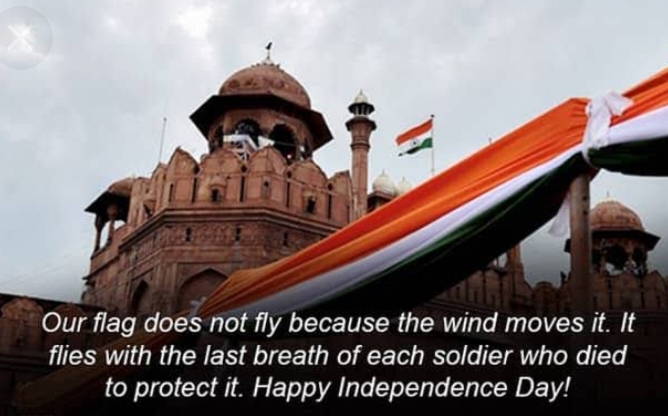 Our flag does not fly because the wind moves it. It
flies with the last breath of each soldier who died
to protect it. Happy Independence Day!